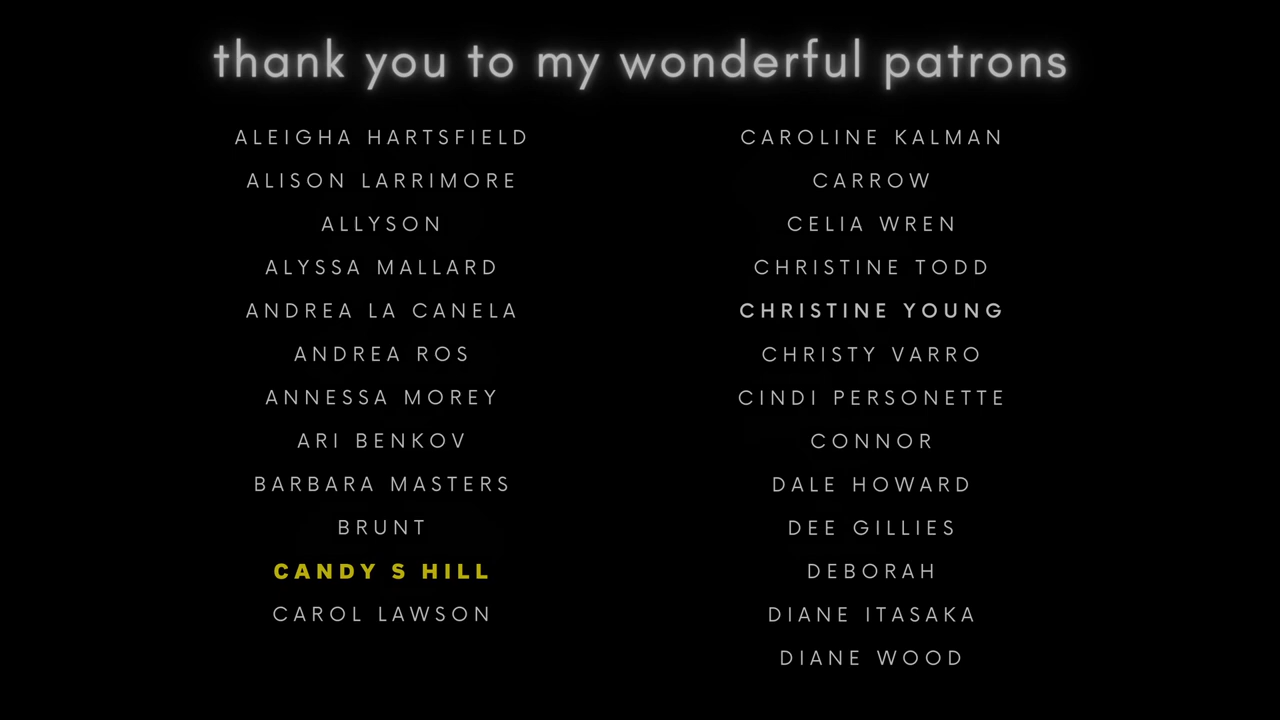 thank you to my wonderful patrons
ALEIGHA HARTSFIELD
ALISON LARRIMORE
ALLYSON
ALYSSA MALLARD
ANDREA LA CANELA
ANDREA ROS
ANNESSA MOREY
ARI BENKOV
BARBARA MASTERS
BRUNT
CANDY S HILL
CAROL LAWSON
CAROLINE KALMAN
CARROW
CELIA WREN
CHRISTINE TODD
CHRISTINE YOUNG
CHRISTY VARRO
CINDI PERSONETTE
CONNOR
DALE HOWARD
DEE GILLIES
DEBORAH
DIANE ITASAKA
DIANE WOOD